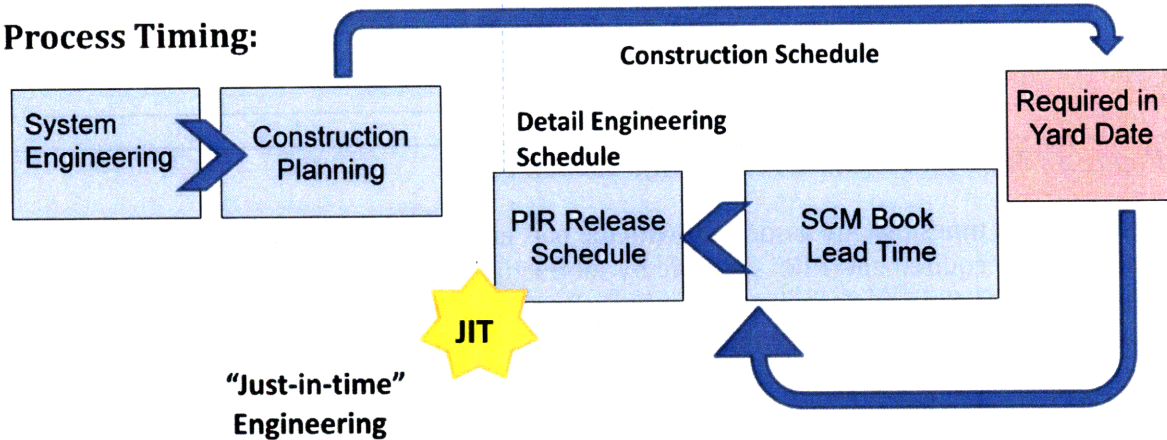 Process Timing:
Construction Schedule
System
Engineering
Construction
Planning
Detail Engineering
Schedule
Required in
Yard Date
PIR Release
Schedule
SCM Book
Lead Time
JIT
“Just-in-time”
Engineering